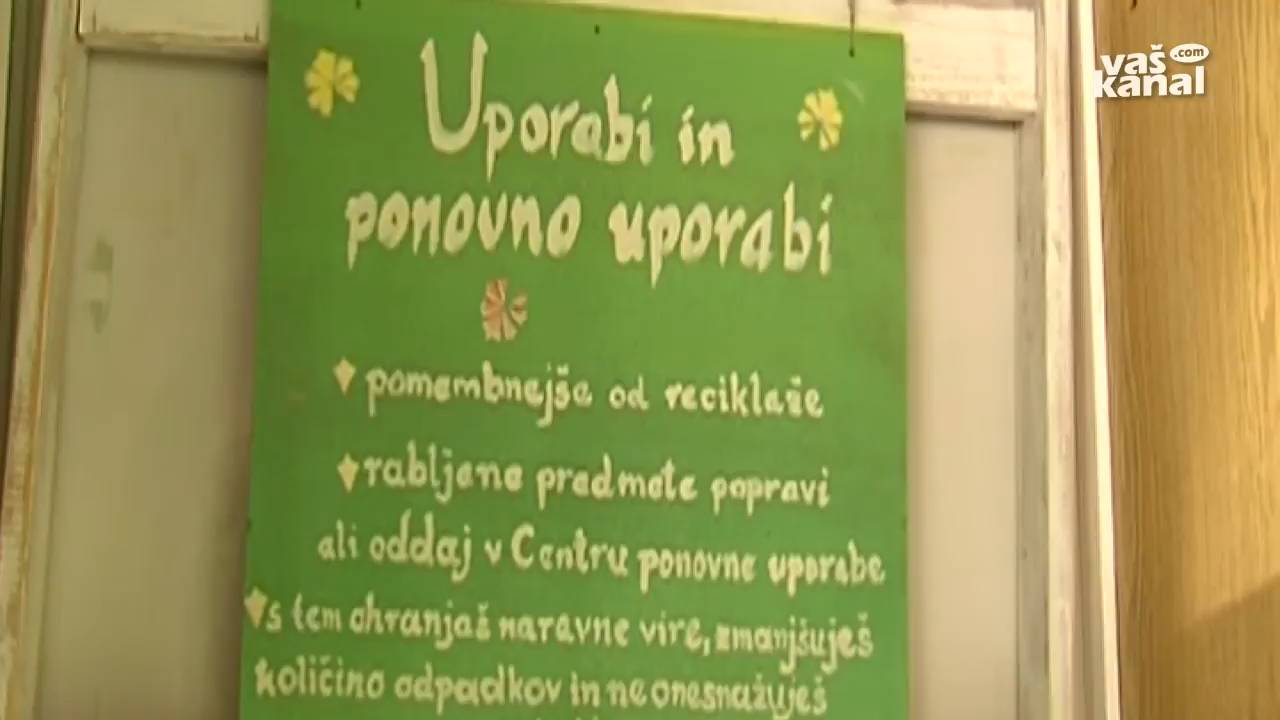 vaš
kanal
.com
Uporabi in
ponovno uporabi
pomembnejše od reciklaže
rabljene predmete popravi
ali oddaj v Centru ponovne uporabe
s tem ohranjaš naravne vire, zmanjšuješ
količino odpadkov in ne onesnažuješ